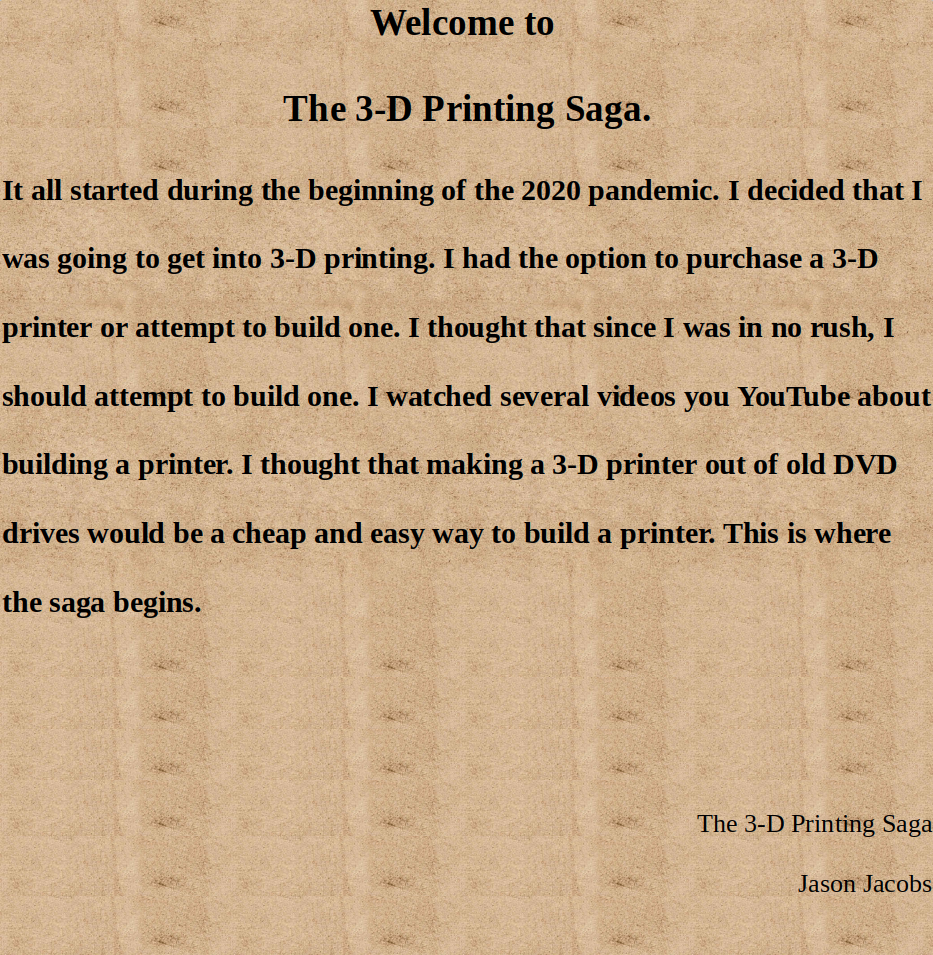 Welcome to
The 3-D Printing Saga.
It all started during the beginning of the 2020 pandemic. I decided that I
was going to get into 3-D printing. I had the option to purchase a 3-D
printer or attempt to build one. I thought that since I was in no rush, I
should attempt to build one. I watched several videos you YouTube about
building a printer. I thought that making a 3-D printer out of old DVD
drives would be a cheap and easy way to build a printer. This is where
the saga begins.
The 3-D Printing Saga
Jason Jacobs